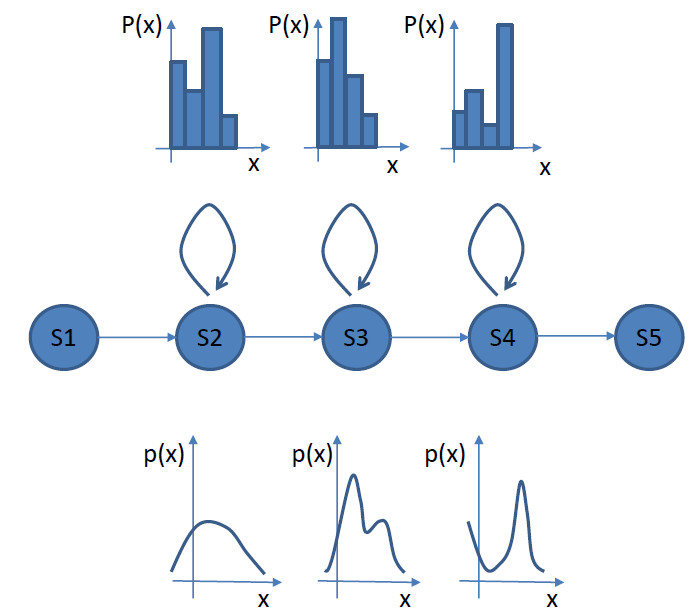 P(x) P(x) P(x)
x x x
S1 S2 S3 S4 S5
p(x) p(x) p(x)
x x x